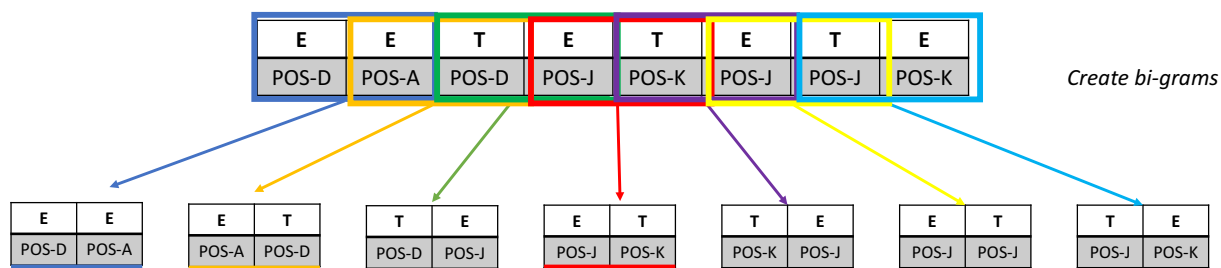 E E T E T E T E
POS-D POS-A POS-D POS-J POS-K POS-J POS-J POS-K
Create bi-grams
E E E T T E E T T E E T T E
POS-D POS-A POS-A POS-D POS-D POS-J POS-J POS-K POS-K POS-J POS-J POS-J POS-J POS-K